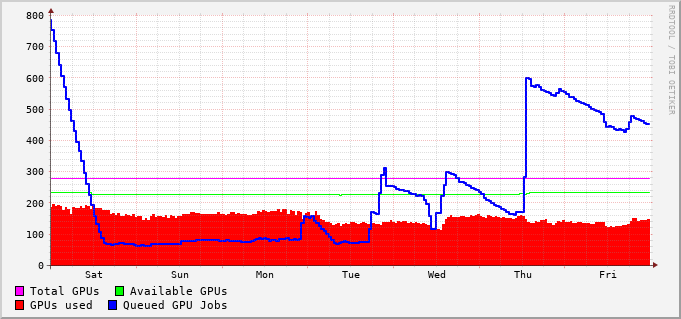 800
700
600
500
400
300
200
100
0
Sat Sun Mon Tue Wed Thu Fri
Total GPUs Available GPUs
GPUs used Queued GPU Jobs
RRDTOOL / TOBI OETIKER